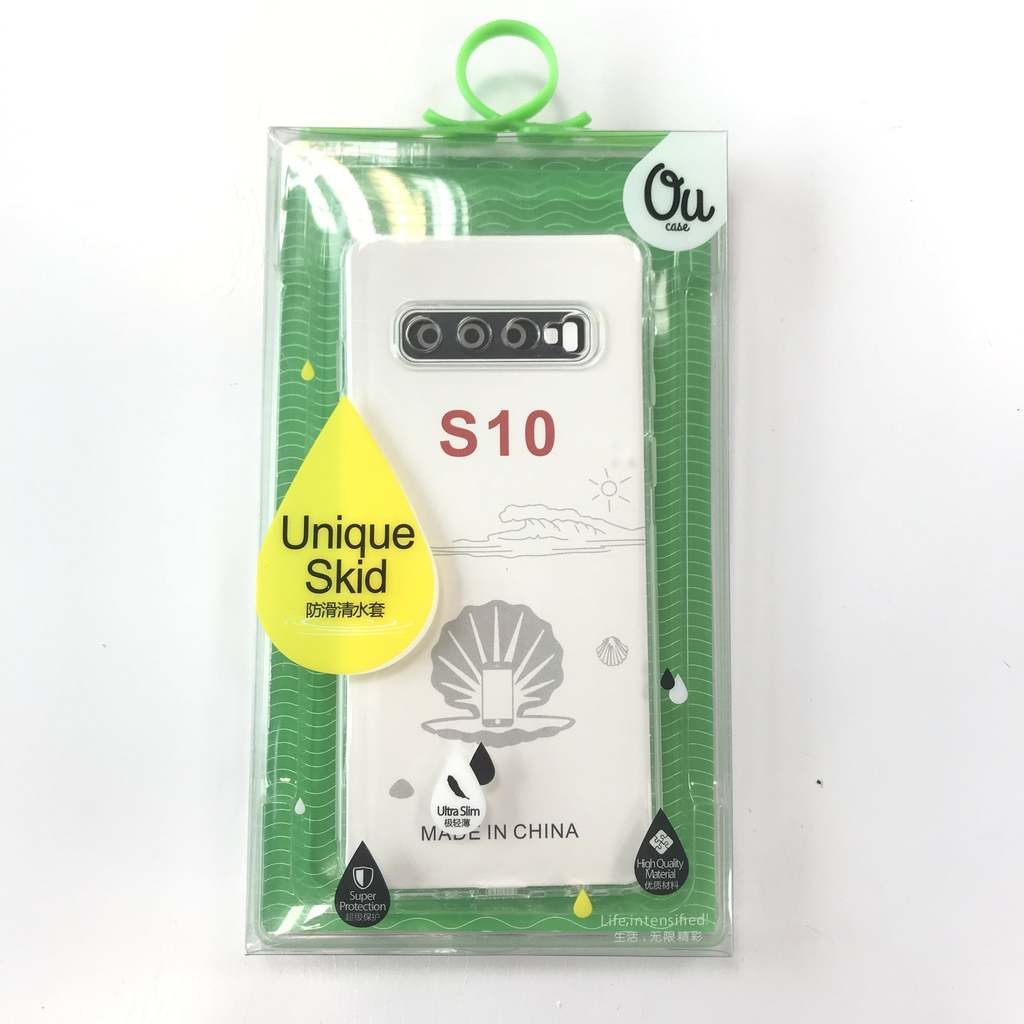 Ou
case
S10
Unique
Skid
防滑清水套
Ultra Slim
极轻薄
MADE IN CHINA
High Quality
Material
优质材料
Super
Protection
超级保护
Life,intensified!
生活，无限精彩